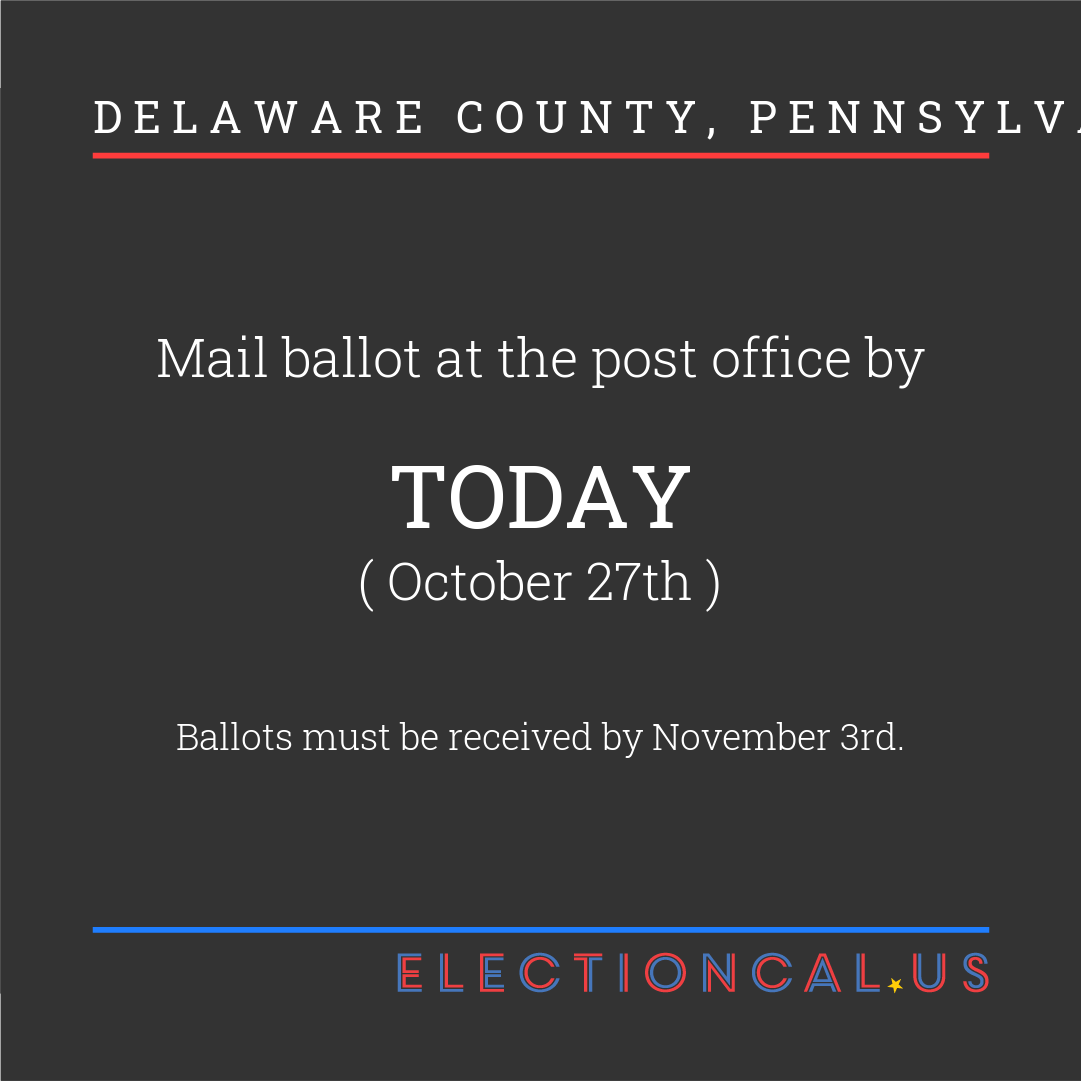 DELAWARE COUNTY, PENNSYLVA
Mail ballot at the post office by
TODAY
( October 27th )
Ballots must be received by November 3rd.
ELECTIONCAL.US